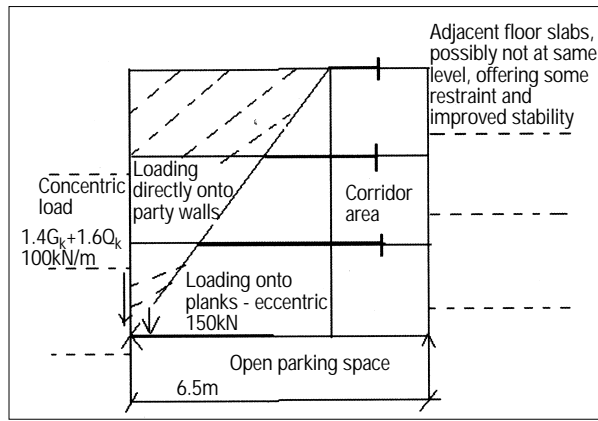 Adjacent floor slabs,
possibly not at same
level, offering some
restraint and
improved stability
Concentric
load
1.4Gk+1.6Qk
100kN/m
Loading
directly onto
party walls
Corridor
area
Loading onto
planks - eccentric
150kN
Open parking space
6.5m